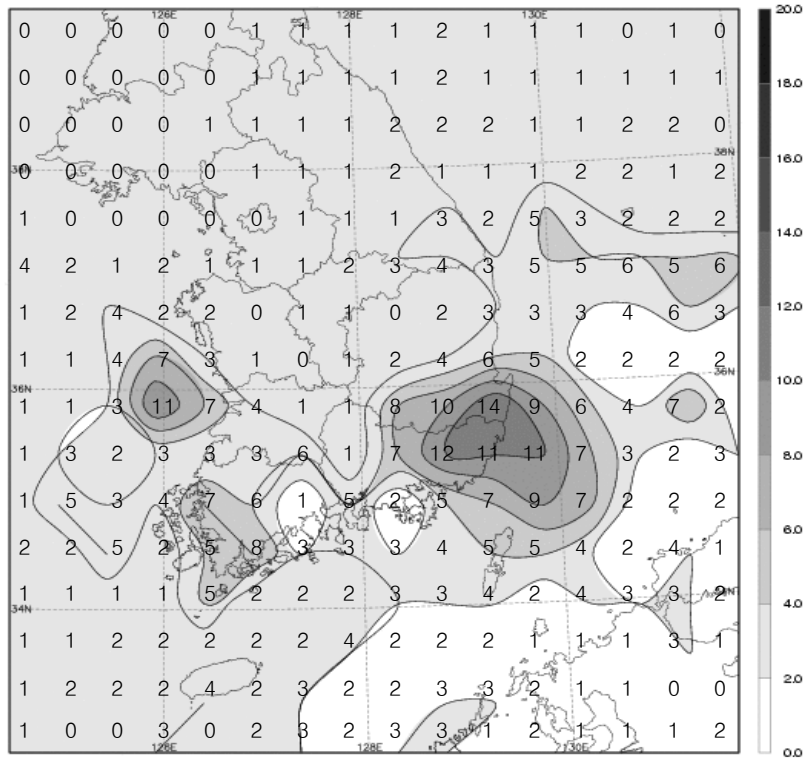 126E 128E 130E 20.0
0 0 0 0 0 1 1 1 1 2 1 1 1 0 1 0
0 0 0 0 0 1 1 1 1 2 1 1 1 1 1 1
18.0
0 0 0 0 1 1 1 1 2 2 2 1 1 2 2 0
38N 16.0
38N 0 0 0 0 0 1 1 1 2 1 1 1 2 2 1 2
1 0 0 0 0 0 1 1 1 3 2 5 3 2 2 2
14.0
4 2 1 2 1 1 1 2 3 4 3 5 5 6 5 6
12.0
1 2 4 2 2 0 1 1 0 2 3 3 3 4 6 3
1 1 4 7 3 1 0 1 2 4 6 5 2 2 2 2
36N 10.0
36N
1 1 3 11 7 4 1 1 8 10 14 9 6 4 7 2
1 3 2 3 3 3 6 1 7 12 11 11 7 3 2 3
8.0
1 5 3 4 7 6 1 5 2 5 7 9 7 2 2 2
6.0
2 2 5 2 5 8 3 3 3 4 5 5 4 2 4 1
1 1 1 1 5 2 2 2 3 3 4 2 4 3 3 2
34N 4.0
1 1 2 2 2 2 2 4 2 2 2 1 1 1 3 1
2.0
1 2 2 2 4 2 3 2 2 3 3 2 1 1 0 0
1 0 0 3 0 2 3 2 3 3 1 2 1 1 1 2
126E 128E 130E 0.0